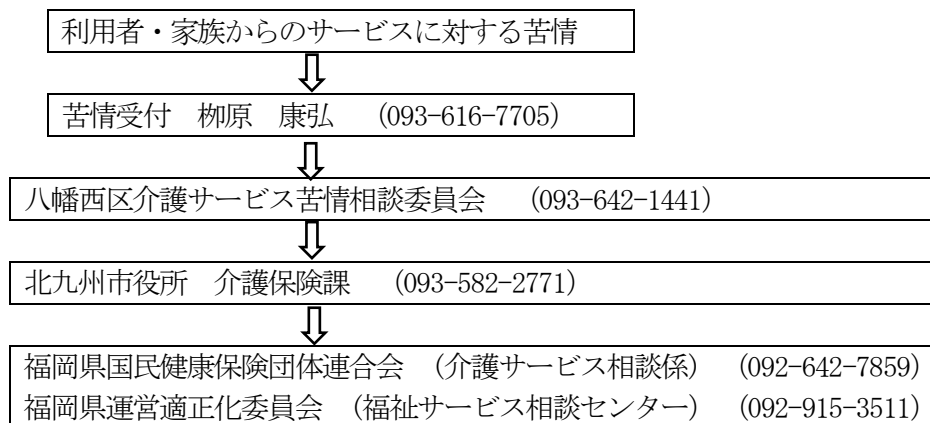 利用者・家族からのサービスに対する苦情
苦情受付　栁原　康弘　（093-616-7705）
八幡西区介護サービス苦情相談委員会　（093-642-1441）
北九州市役所　介護保険課　（093-582-2771）
福岡県国民健康保険団体連合会　（介護サービス相談係）　（092-642-7859）
福岡県運営適正化委員会　（福祉サービス相談センター）　（092-915-3511）